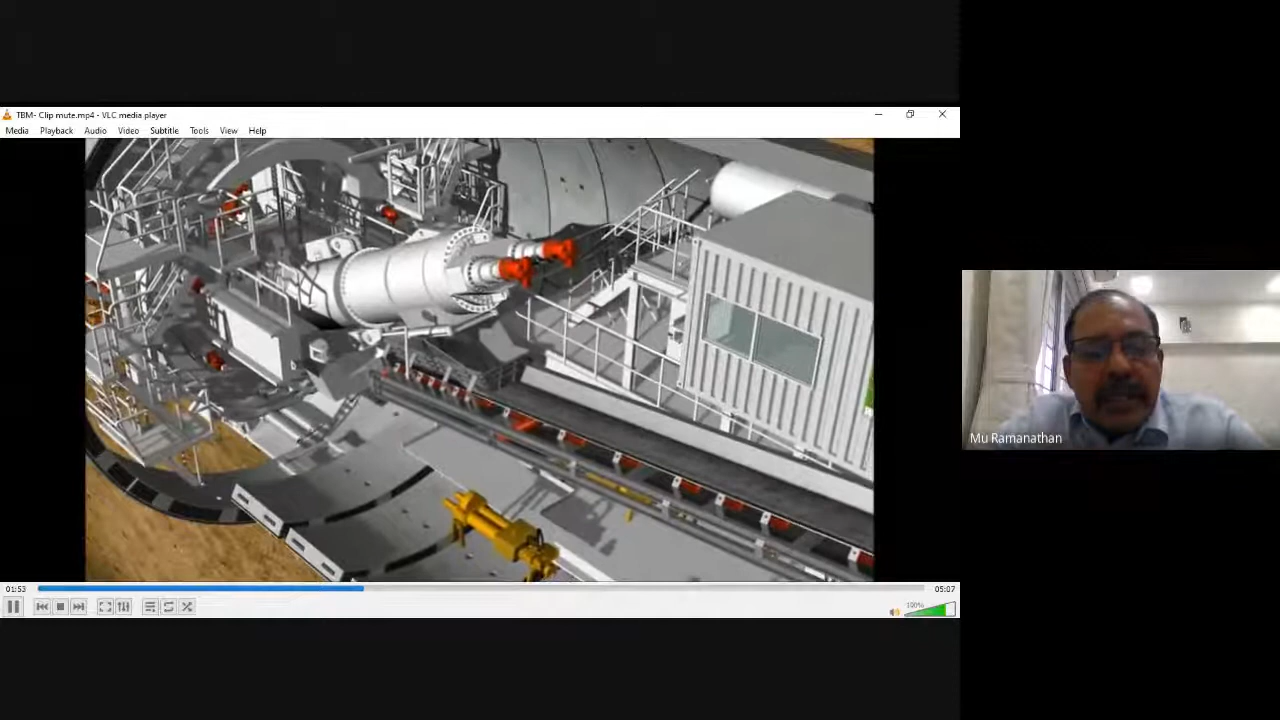 TBM- Clip mute.mp4 - VLC media player
Media Playback Audio Video Subtitle Tools View Help
Mu Ramanathan
01:53
05:07
190%